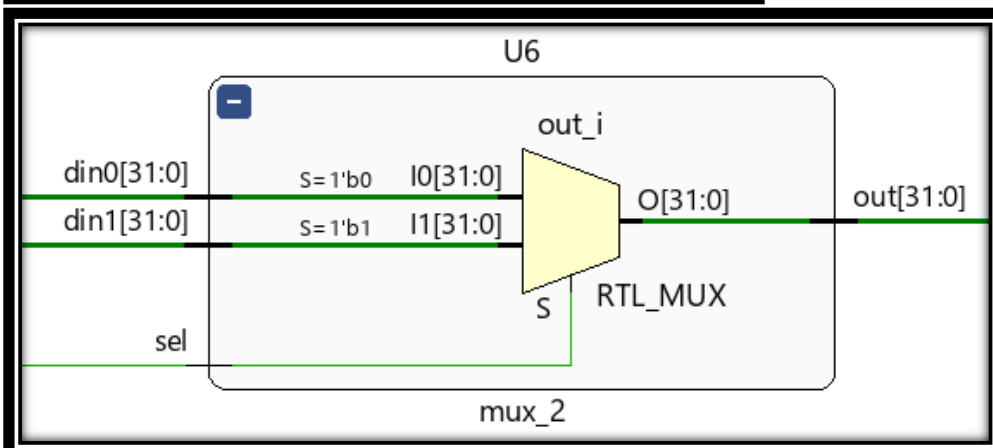 U6
out_i
din0[31:0]
S=1'b0
I0[31:0]
O[31:0]
out[31:0]
din1[31:0]
S=1'b1
I1[31:0]
S
RTL_MUX
sel
mux_2